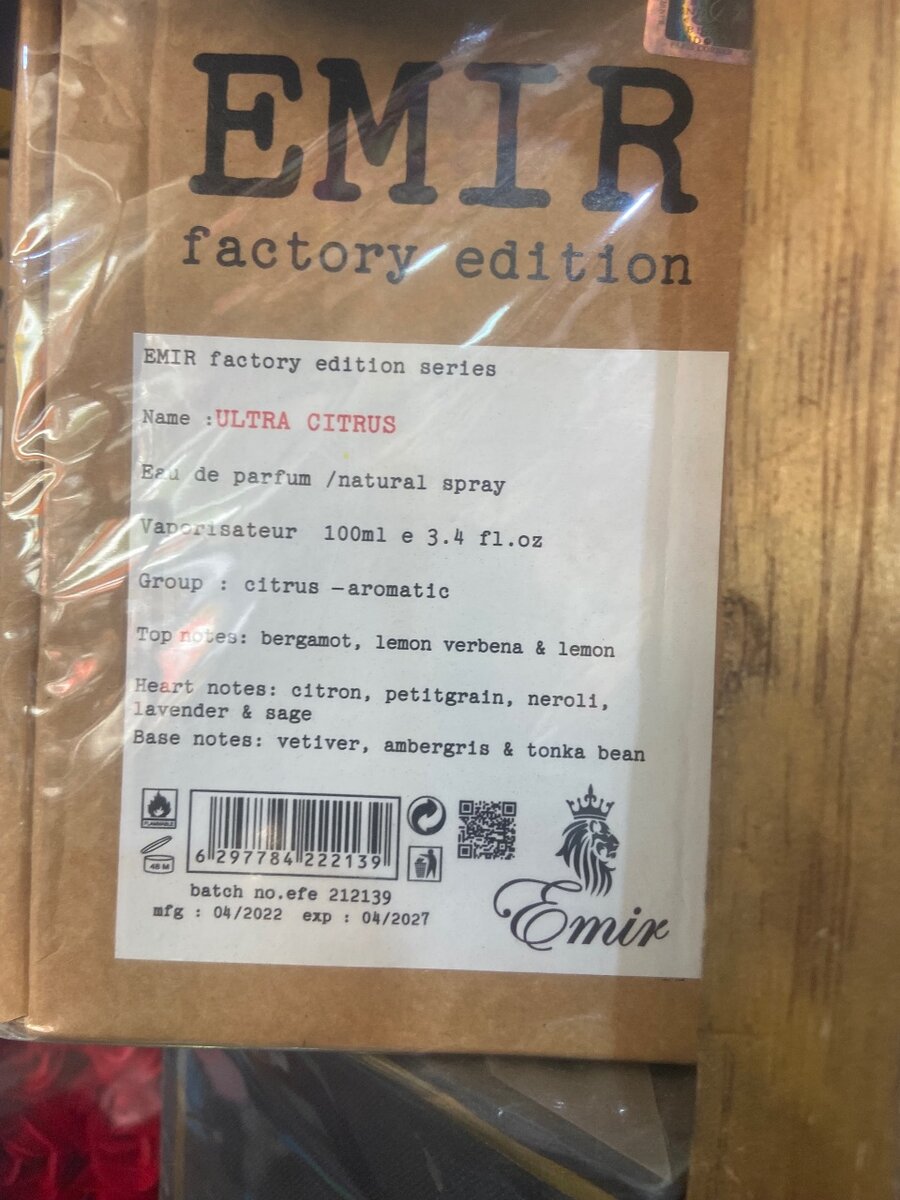 EMIR
factory edition
EMIR factory edition series
Name :ULTRA CITRUS
Eau de parfum /natural spray
Vaporisateur 100ml e 3.4 fl.oz
Group : citrus -aromatic
Top notes: bergamot, lemon verbena & lemon
Heart notes: citron, petitgrain, neroli,
lavender & sage
Base notes: vetiver, ambergris & tonka bean
FLAMMABLE
48 M
6 297784 222139
batch no.efe 212139
mfg : 04/2022 exp : 04/2027
Emir